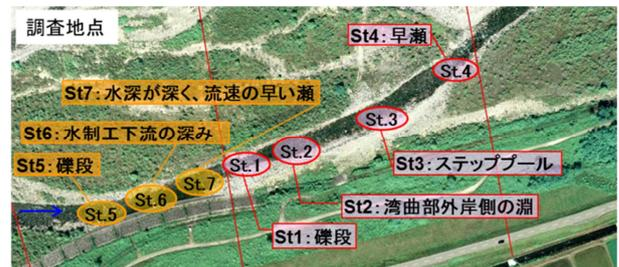 調査地点
St4：早瀬
St.4
St7：水深が深く、流速の早い瀬
St6：水制工下流の深み
St5：礫段
St.3
St.2
St.1
St.7
St.6
St.5
St3：ステッププール
St2：湾曲部外岸側の淵
St1：礫段